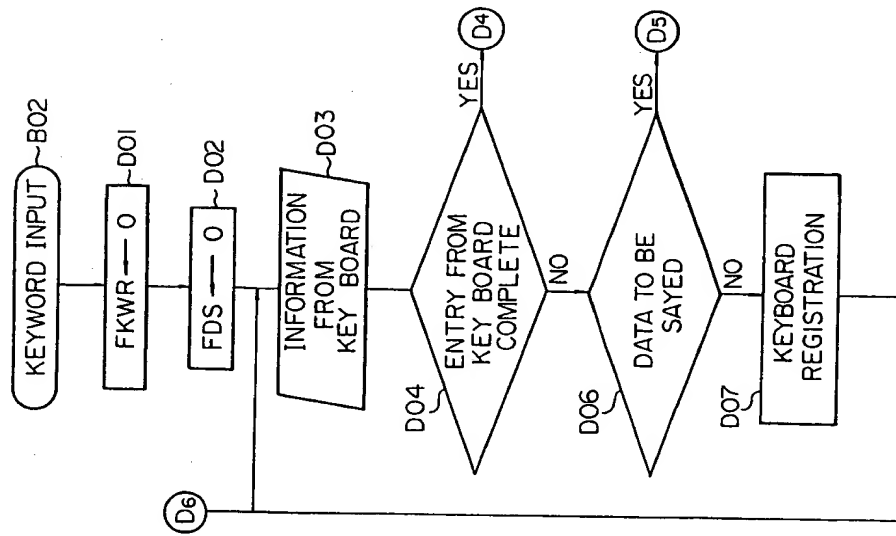 KEYWORD INPUT
B02
FKWR — 0
D01
FDS — 0
D02
D6
INFORMATION
FROM
KEY BOARD
D03
ENTRY FROM
KEY BOARD
COMPLETE
D04
YES
D4
NO
DATA TO BE
SAYED
D06
YES
D5
NO
KEYBOARD
REGISTRATION
D07